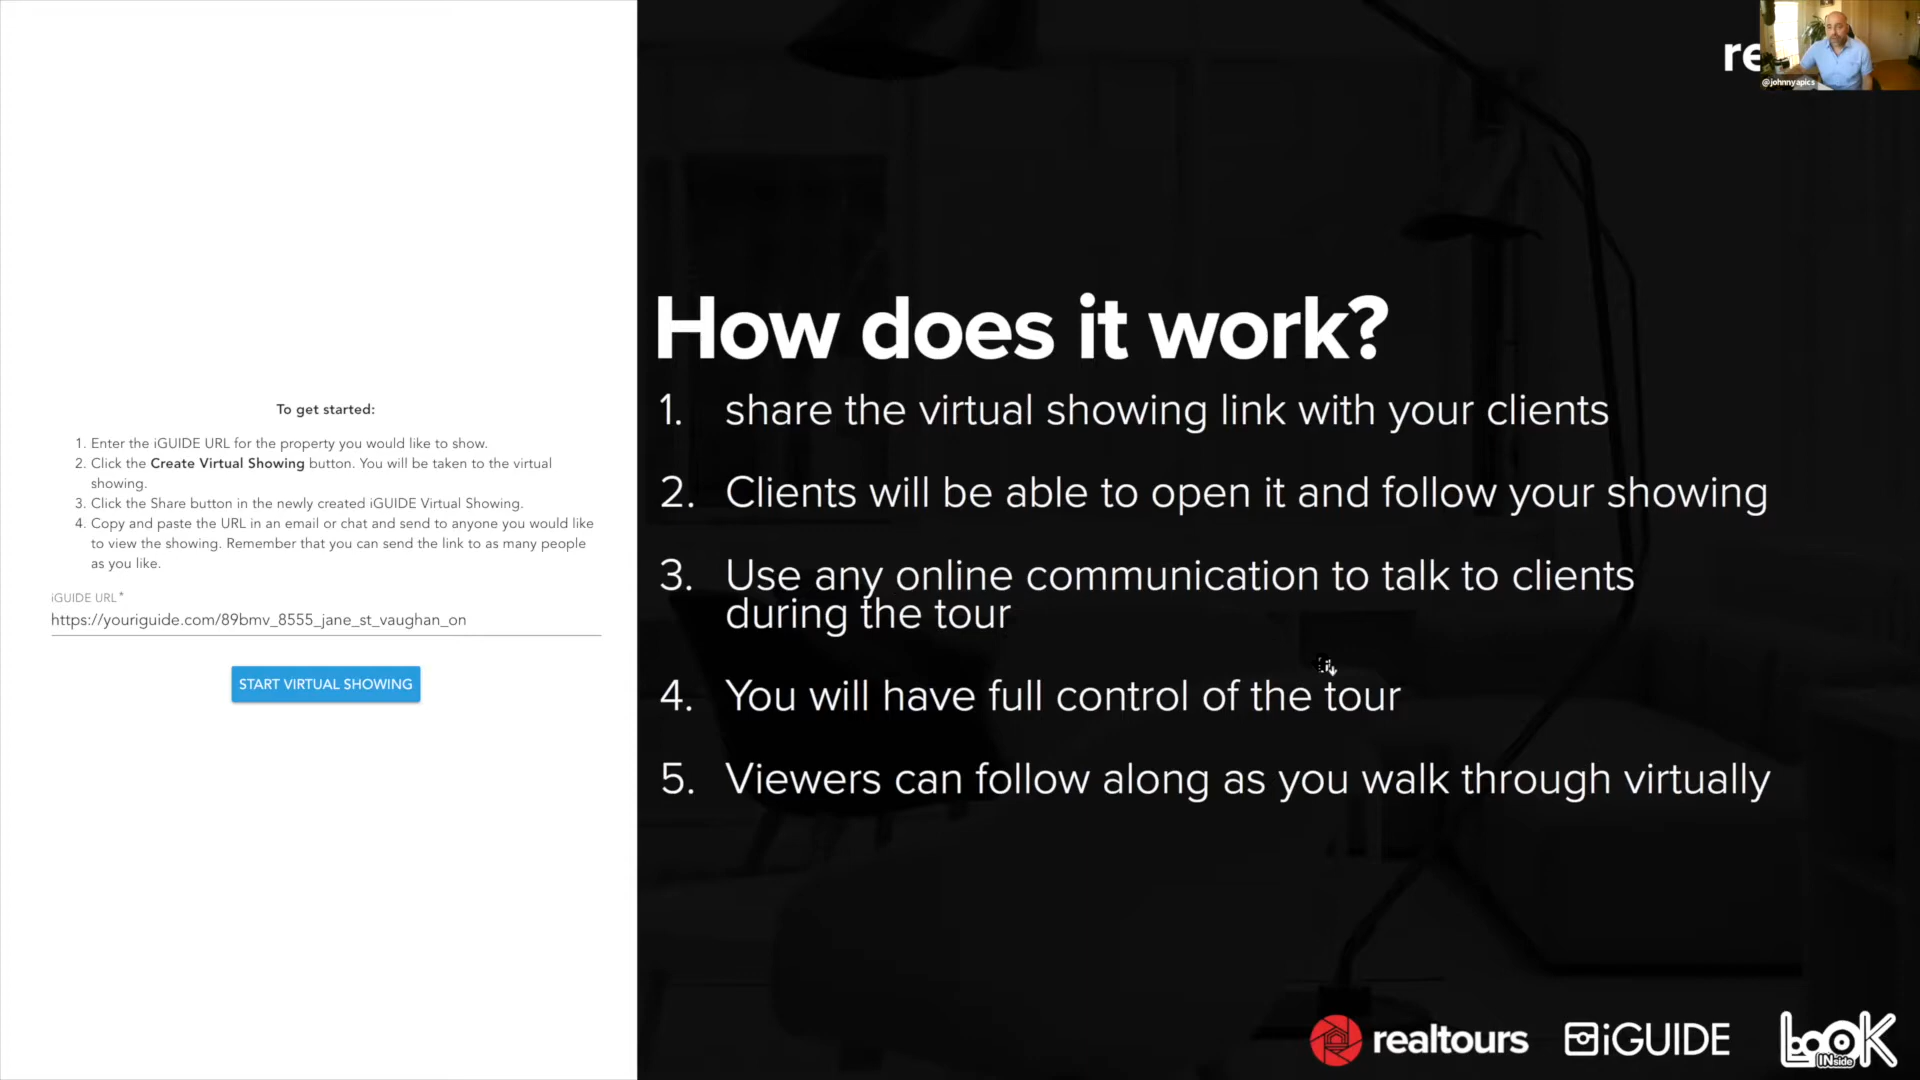 To get started:
1. Enter the iGUIDE URL for the property you would like to show.
2. Click the Create Virtual Showing button. You will be taken to the virtual
showing.
3. Click the Share button in the newly created iGUIDE Virtual Showing.
4. Copy and paste the URL in an email or chat and send to anyone you would like
to view the showing. Remember that you can send the link to as many people
as you like.
iGUIDE URL*
https://youriguide.com/89bmv_8555_jane_st_vaughan_on
START VIRTUAL SHOWING
re
@johnnyapics
How does it work?
1. share the virtual showing link with your clients
2. Clients will be able to open it and follow your showing
3. Use any online communication to talk to clients
during the tour
4. You will have full control of the tour
5. Viewers can follow along as you walk through virtually
realtours
iGUIDE
LOOK
INside